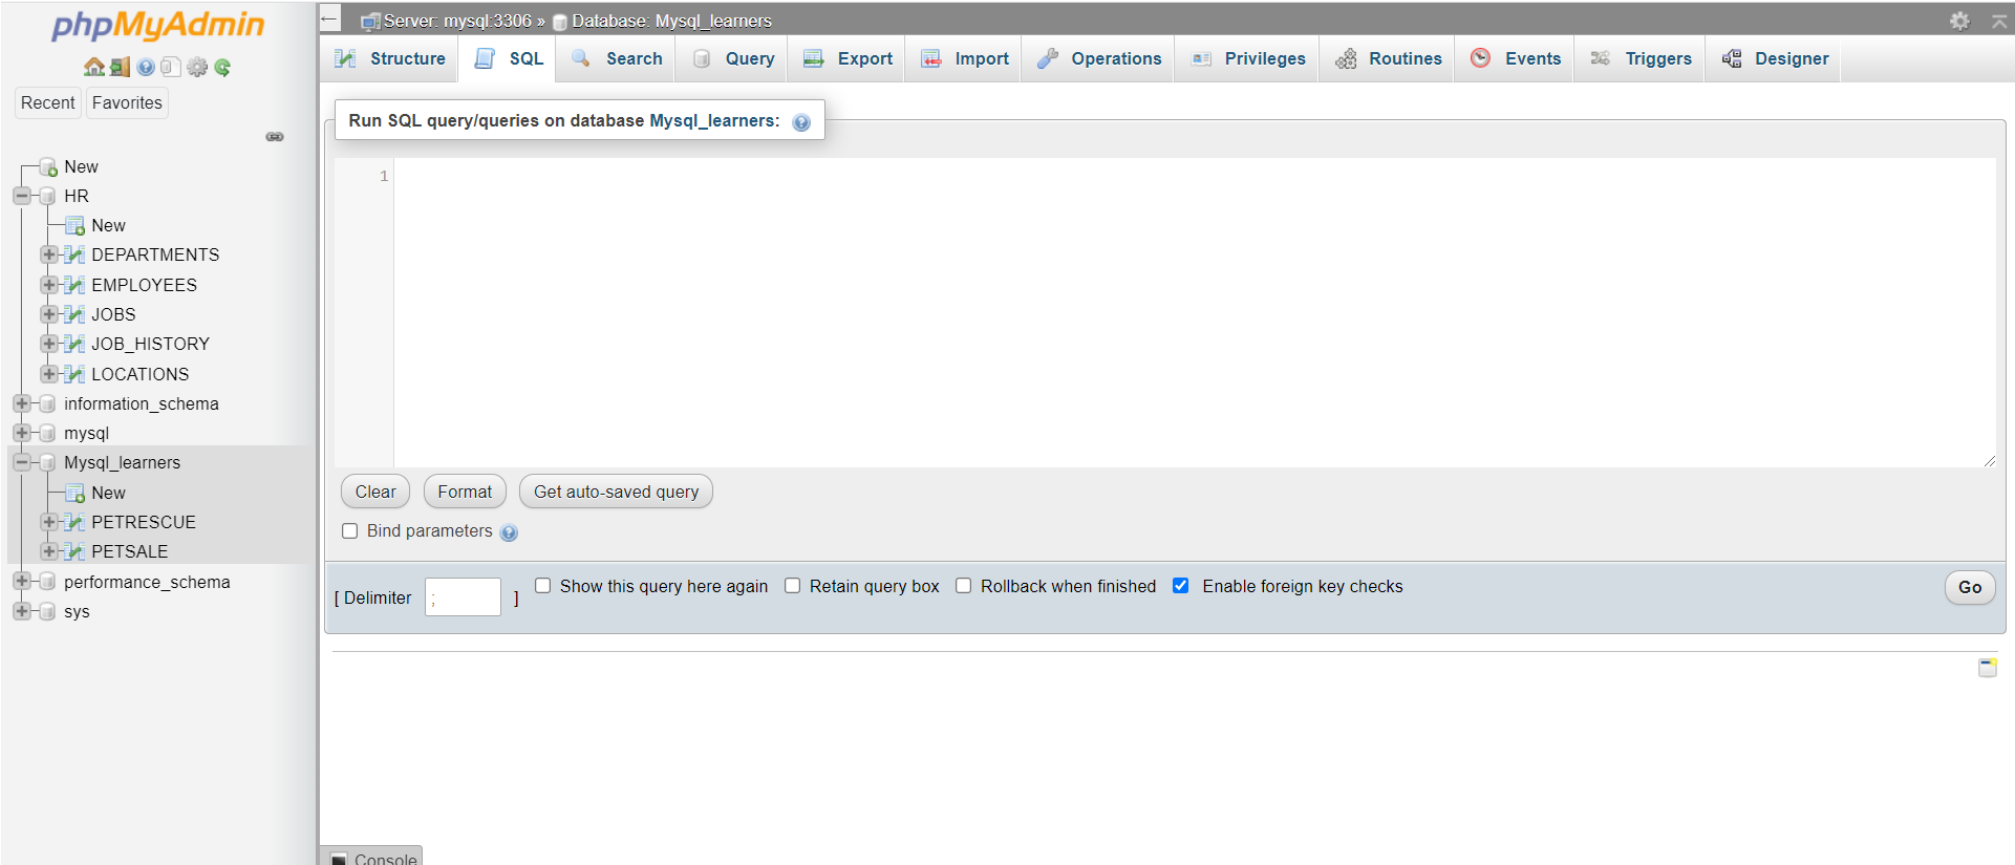 phpMyAdmin
Recent Favorites
New
HR
New
DEPARTMENTS
EMPLOYEES
JOBS
JOB_HISTORY
LOCATIONS
information_schema
mysql
Mysql_learners
New
PETRESCUE
PETSALE
performance_schema
sys
Server: mysql:3306 » Database: Mysql_learners
Structure SQL Search Query Export Import Operations Privileges Routines Events Triggers Designer
Run SQL query/queries on database Mysql_learners:
1
Clear Format Get auto-saved query
Bind parameters
[ Delimiter ; ] Show this query here again Retain query box Rollback when finished Enable foreign key checks Go
Console